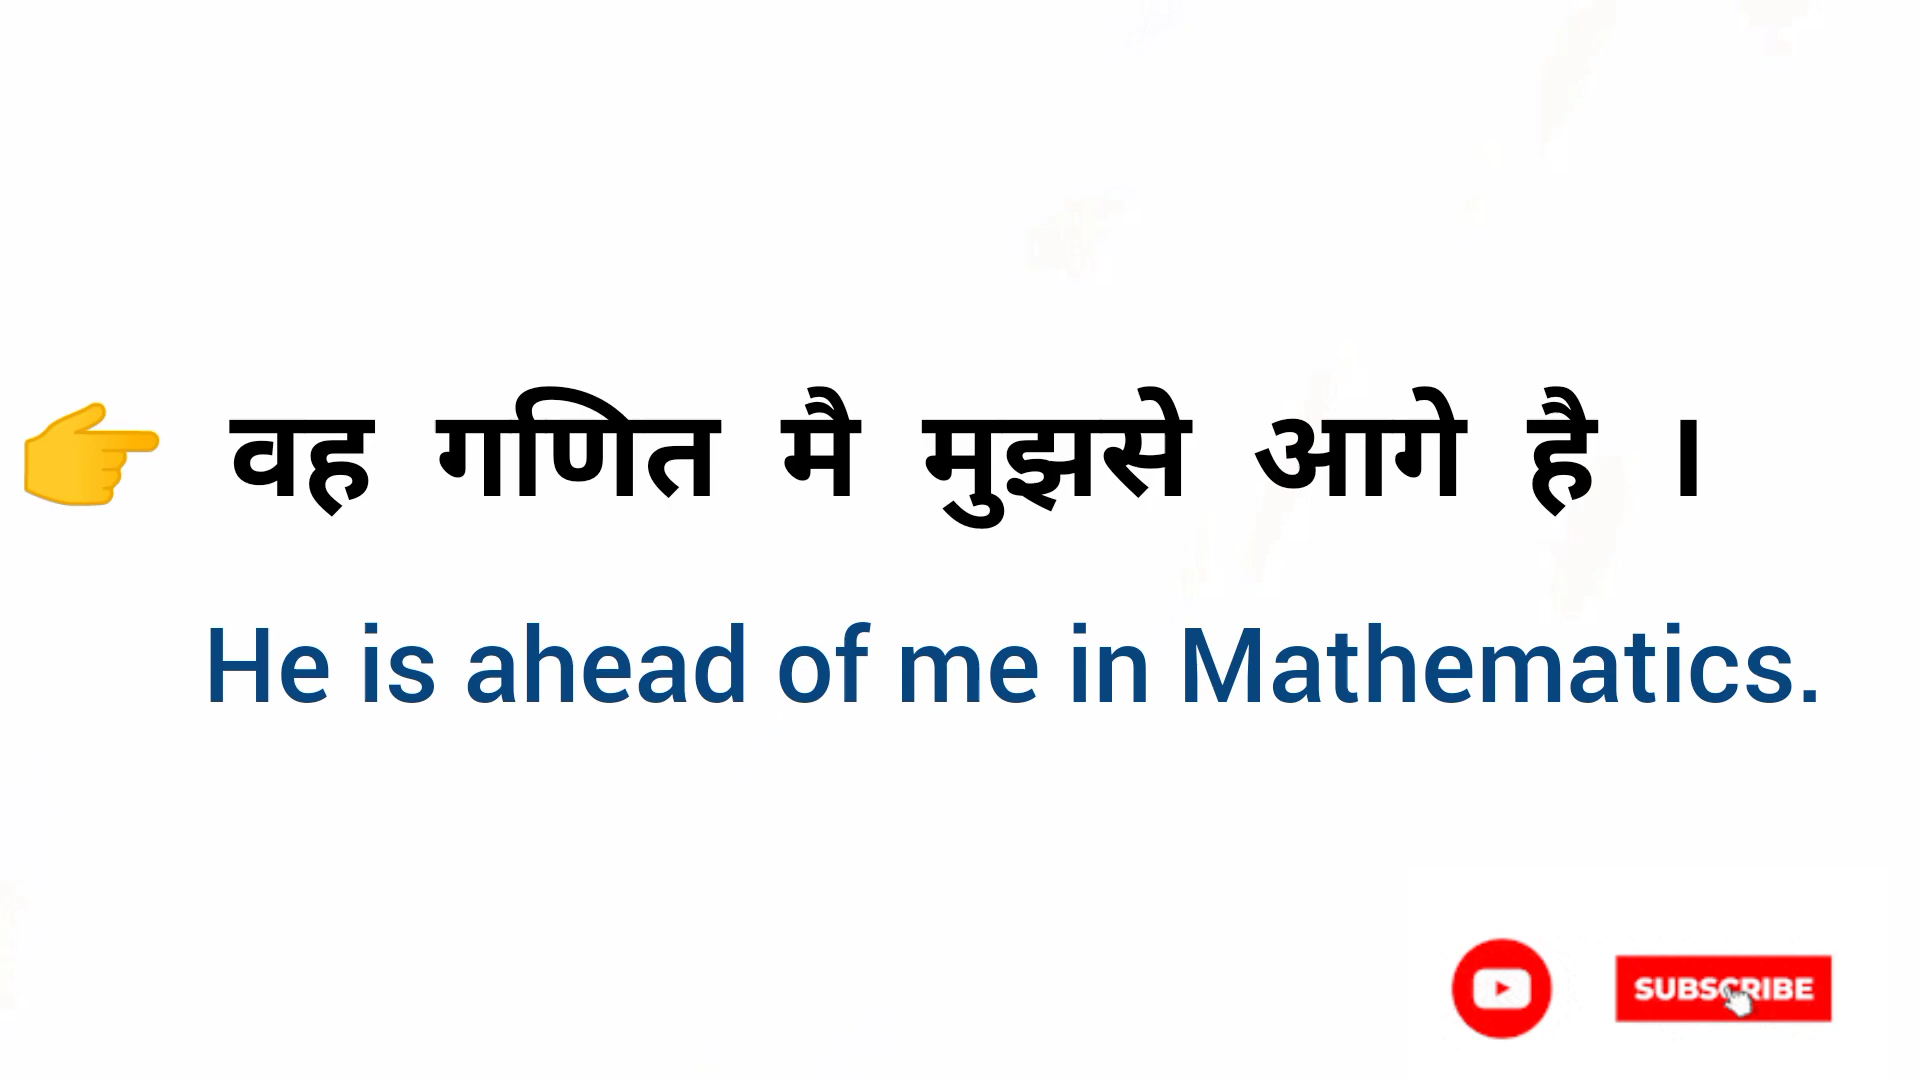 👉 वह गणित मै मुझसे आगे है ।
He is ahead of me in Mathematics.
SUBSCRIBE